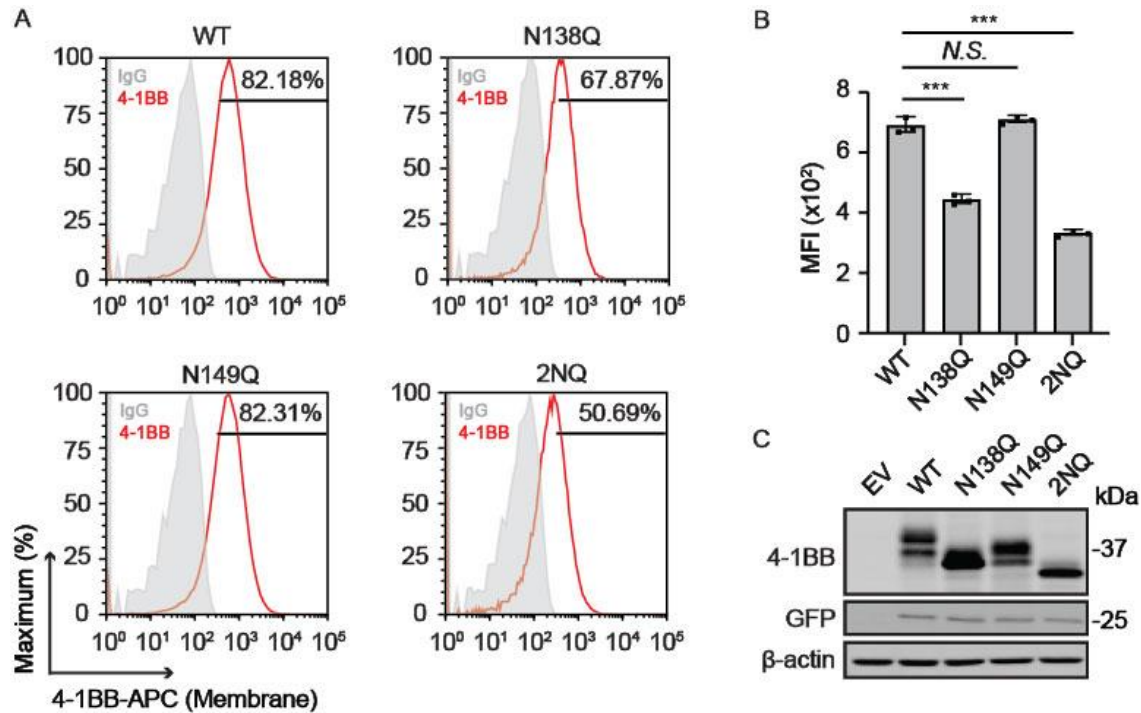 A
WT
100
75
50
25
0
IgG
4-1BB
82.18%
10⁰ 10¹ 10² 10³ 10⁴ 10⁵
N138Q
100
75
50
25
0
IgG
4-1BB
67.87%
10⁰ 10¹ 10² 10³ 10⁴ 10⁵
N149Q
100
75
50
25
0
IgG
4-1BB
82.31%
10⁰ 10¹ 10² 10³ 10⁴ 10⁵
2NQ
100
75
50
25
0
IgG
4-1BB
50.69%
10⁰ 10¹ 10² 10³ 10⁴ 10⁵
Maximum (%)
4-1BB-APC (Membrane)
B
***
N.S.
***
8
6
4
2
0
MFI (x10²)
WT N138Q N149Q 2NQ
C
EV WT N138Q N149Q 2NQ
kDa
4-1BB
-37
GFP
-25
β-actin